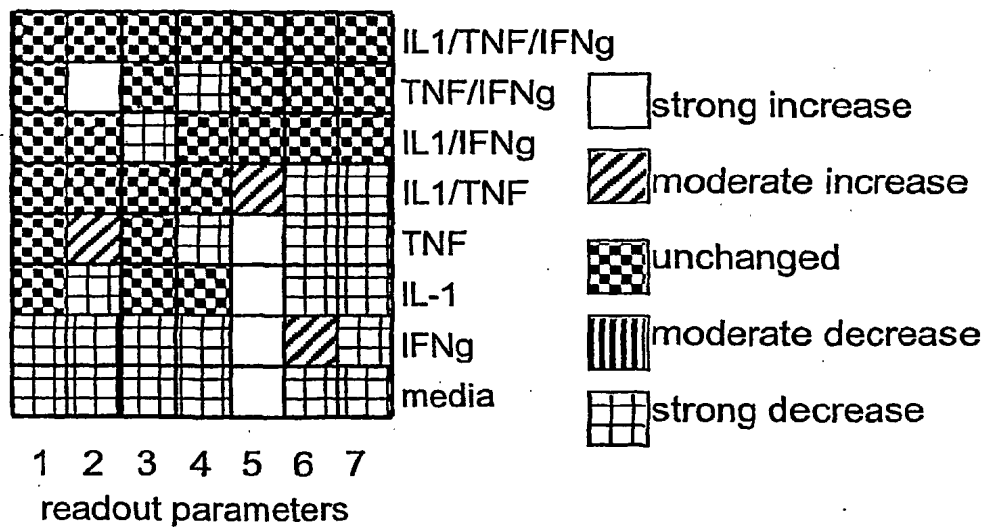 IL1/TNF/IFNg
TNF/IFNg
IL1/IFNg
IL1/TNF
TNF
IL-1
IFNg
media
strong increase
moderate increase
unchanged
moderate decrease
strong decrease
1 2 3 4 5 6 7
readout parameters